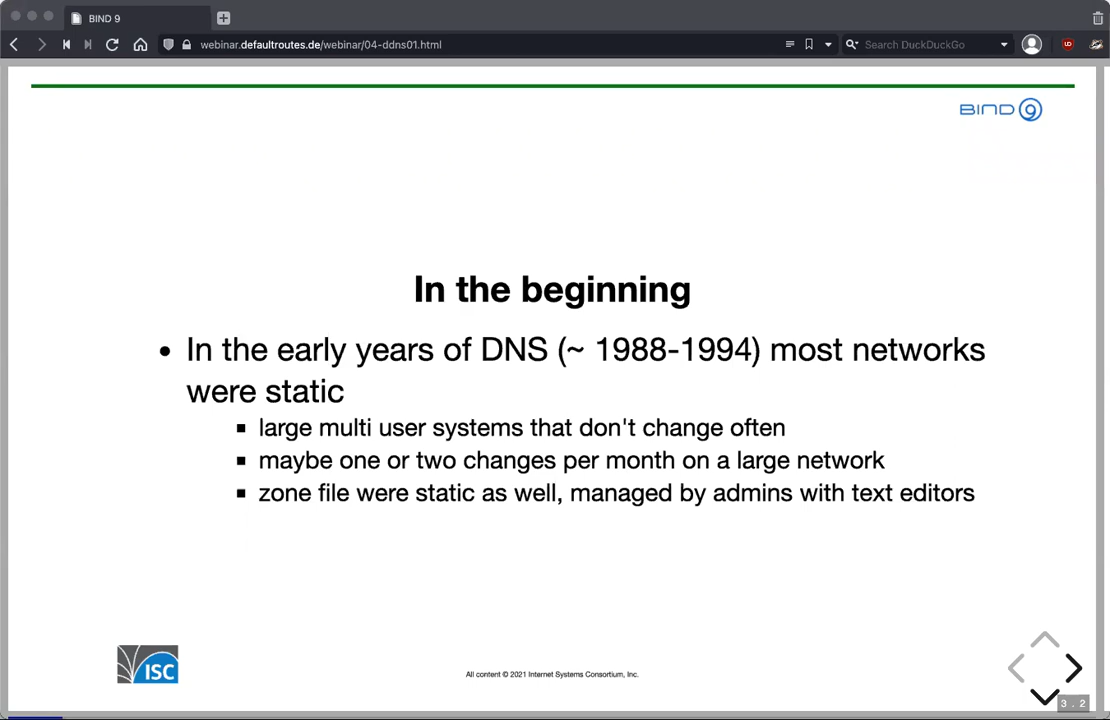 BIND 9
webinar.defaultroutes.de/webinar/04-ddns01.html
Search DuckDuckGo
BIND 9
In the beginning
• In the early years of DNS (~ 1988-1994) most networks
were static
▪ large multi user systems that don't change often
▪ maybe one or two changes per month on a large network
▪ zone file were static as well, managed by admins with text editors
ISC
All content © 2021 Internet Systems Consortium, Inc.
3 . 2